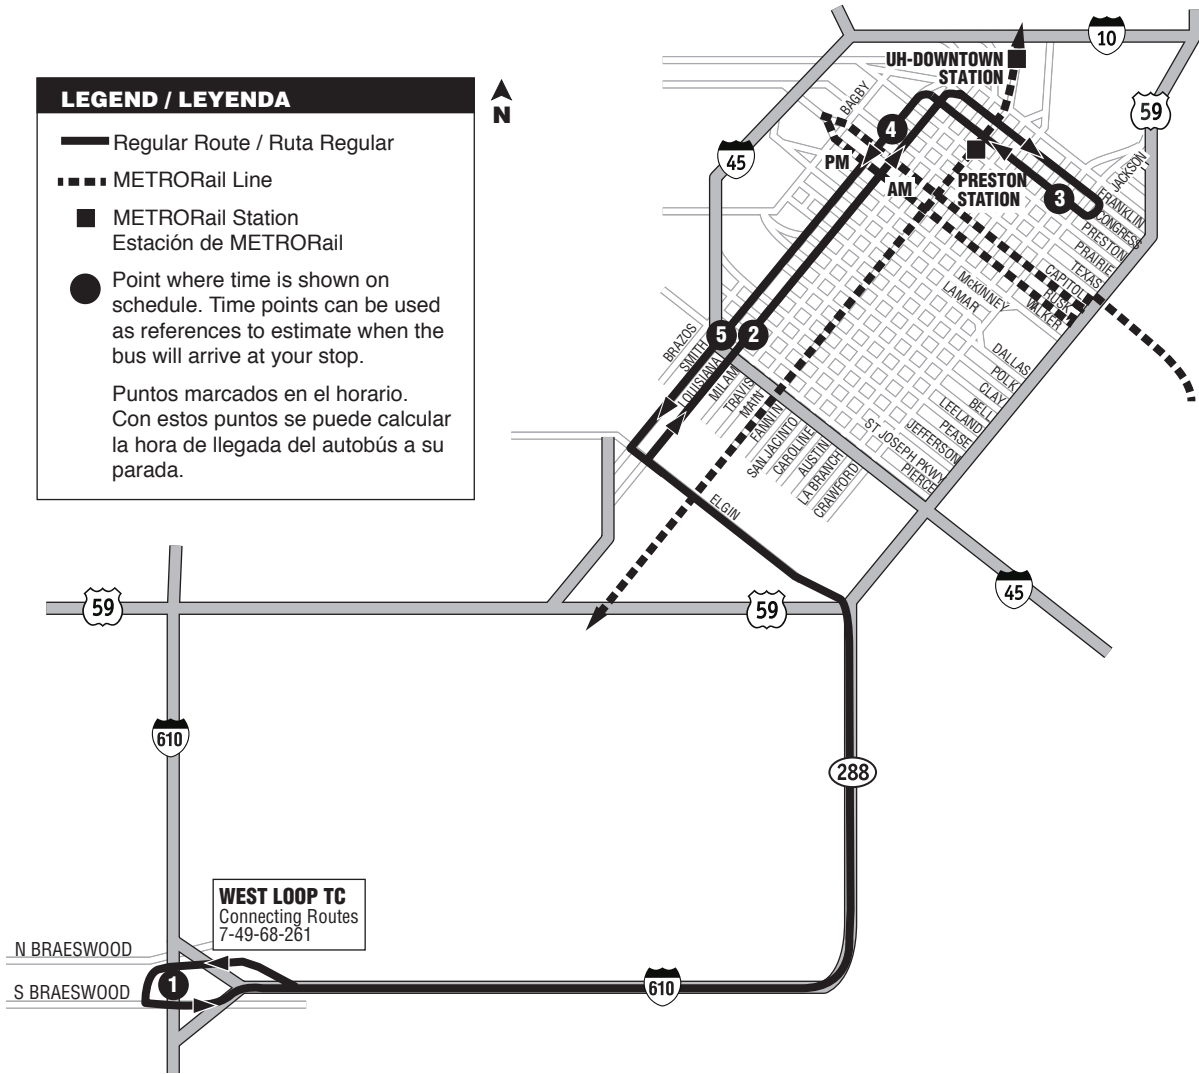 LEGEND / LEYENDA
Regular Route / Ruta Regular
METRORail Line
METRORail Station
Estación de METRORail
Point where time is shown on
schedule. Time points can be used
as references to estimate when the
bus will arrive at your stop.
Puntos marcados en el horario.
Con estos puntos se puede calcular
la hora de llegada del autobús a su
parada.
N
10
UH-DOWNTOWN
STATION
59
45
BAGBY
4
PM
AM
PRESTON
STATION
3
JACKSON
FRANKLIN
CONGRESS
PRESTON
PRAIRIE
TEXAS
CAPITOL
RUSK
WALKER
McKINNEY
LAMAR
DALLAS
POLK
CLAY
BELL
LEELAND
PEASE
JEFFERSON
ST JOSEPH PKWY
PIERCE
5
2
BRAZOS
SMITH
LOUISIANA
MILAM
TRAVIS
MAIN
FANNIN
SAN JACINTO
CAROLINE
AUSTIN
LA BRANCH
CRAWFORD
ELGIN
45
59
59
610
288
WEST LOOP TC
Connecting Routes
7-49-68-261
N BRAESWOOD
S BRAESWOOD
1
610